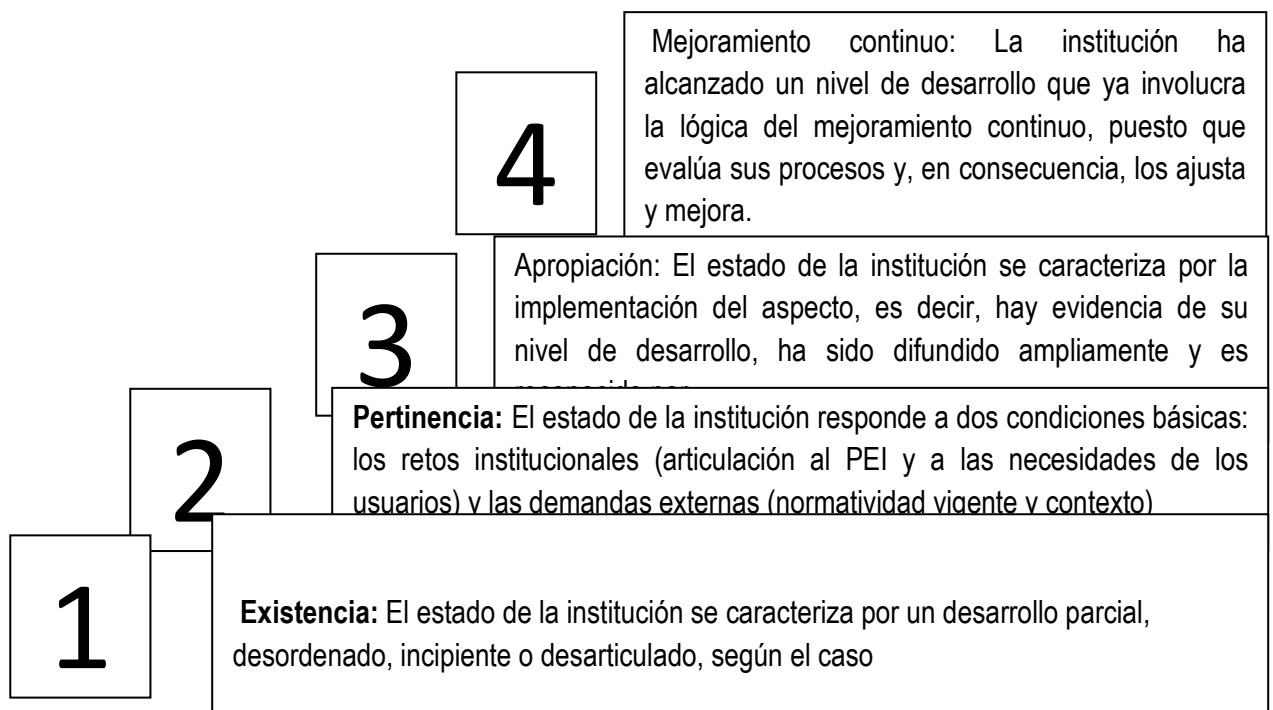 4
Mejoramiento continuo: La institución ha
alcanzado un nivel de desarrollo que ya involucra
la lógica del mejoramiento continuo, puesto que
evalúa sus procesos y, en consecuencia, los ajusta
y mejora.
3
Apropiación: El estado de la institución se caracteriza por la
implementación del aspecto, es decir, hay evidencia de su
nivel de desarrollo, ha sido difundido ampliamente y es
2
Pertinencia: El estado de la institución responde a dos condiciones básicas:
los retos institucionales (articulación al PEI y a las necesidades de los
usuarios) y las demandas externas (normatividad vigente y contexto)
1
Existencia: El estado de la institución se caracteriza por un desarrollo parcial,
desordenado, incipiente o desarticulado, según el caso